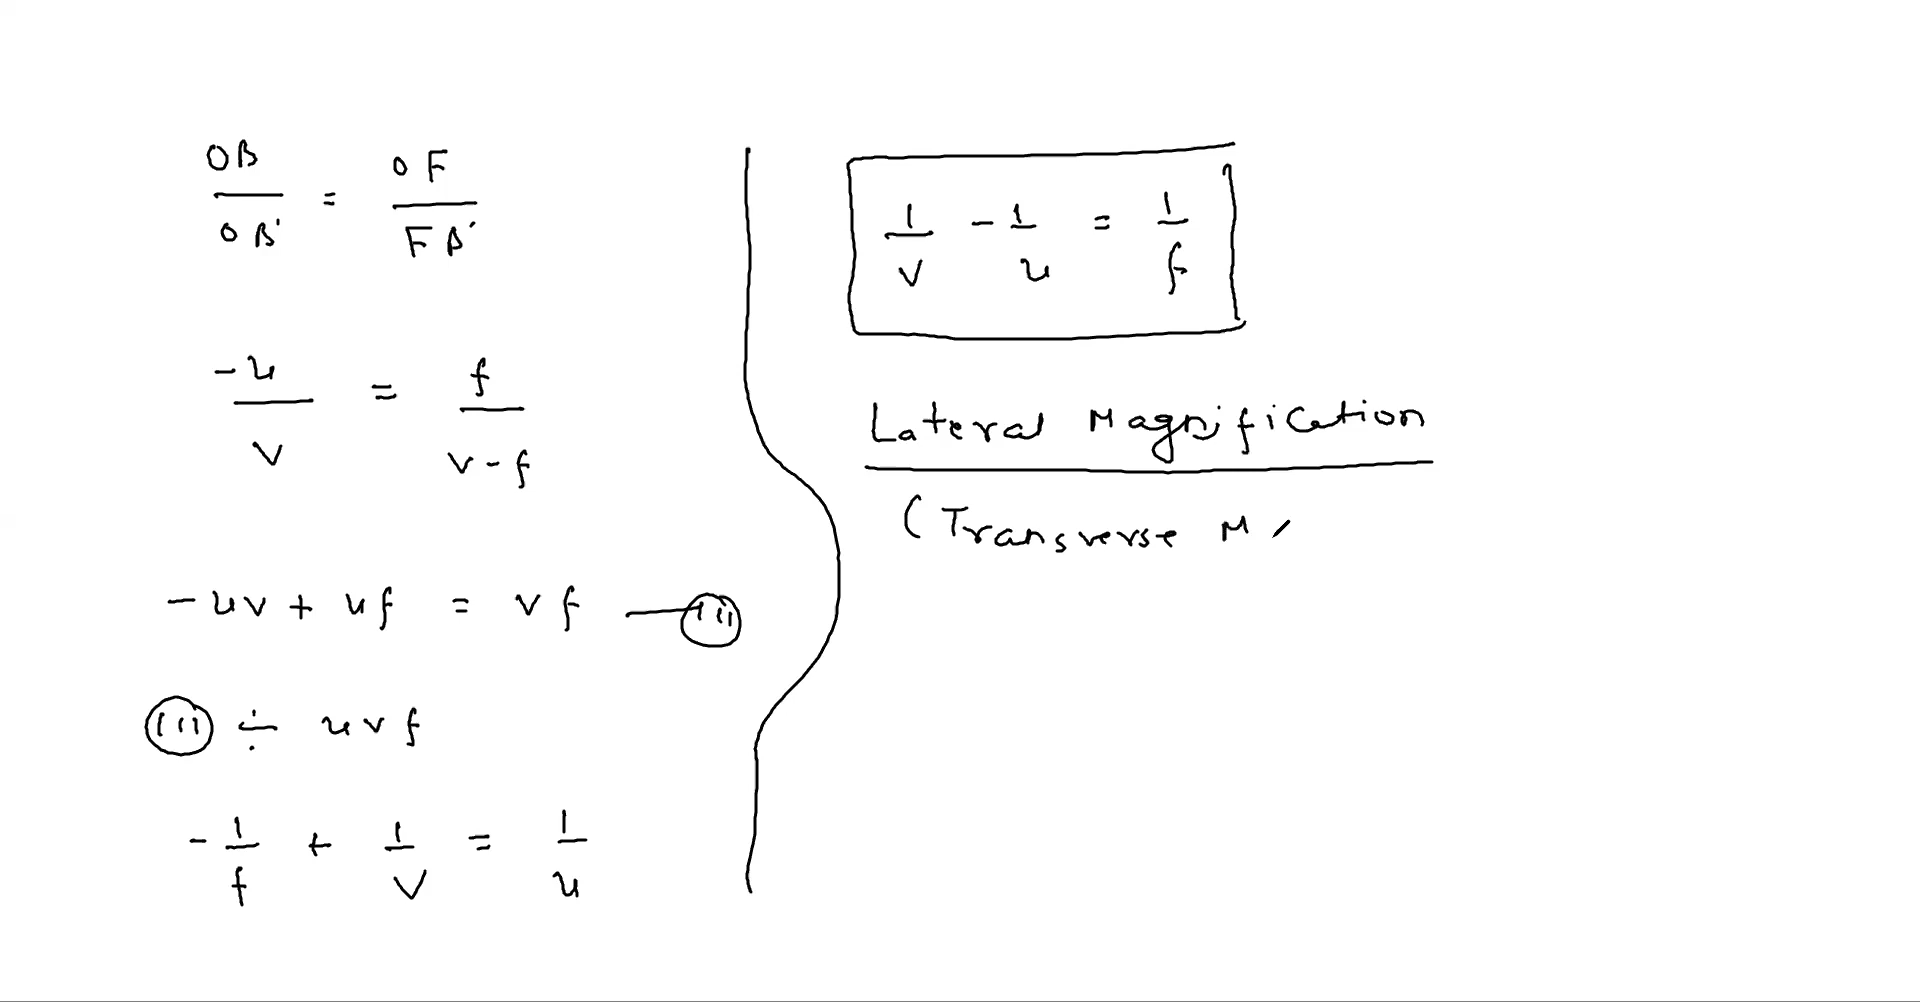 OB/OB' = OF/FB'
-u/v = f/v-f
-uv + uf = vf — (iii)
(iii) ÷ uvf
-1/f + 1/v = 1/u
1/v - 1/u = 1/f
Lateral Magnification
(Transverse M